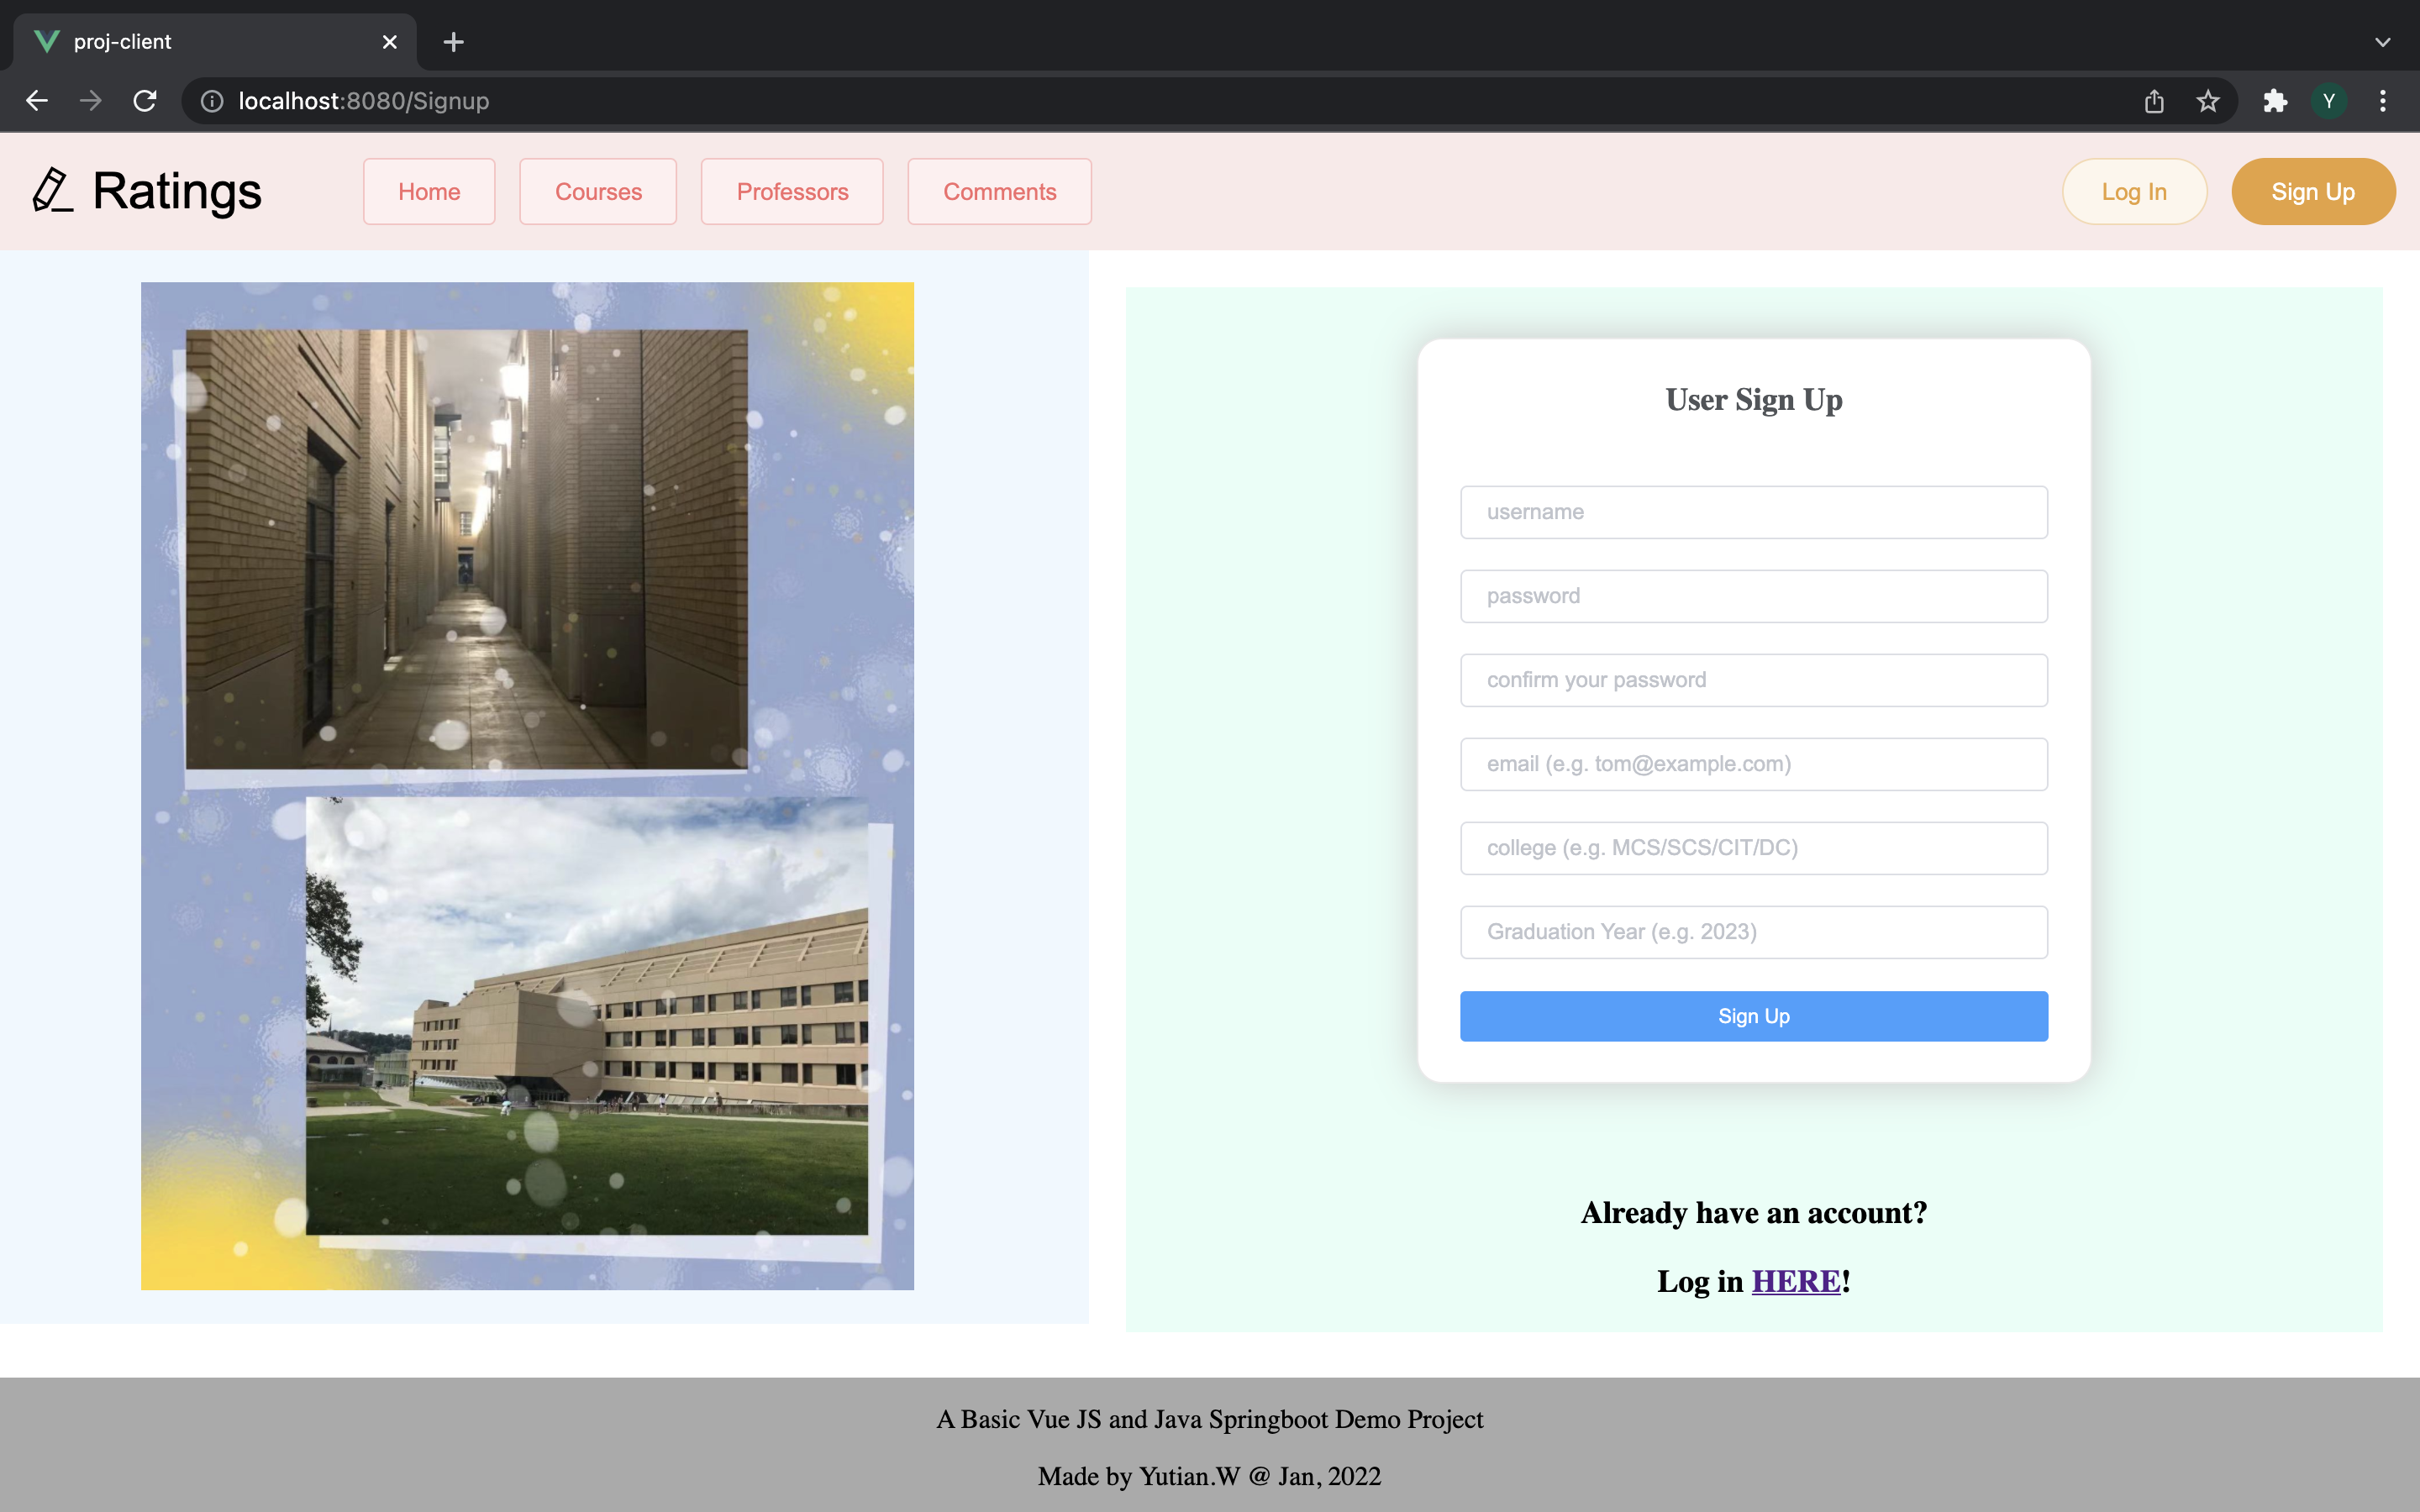 proj-client
localhost:8080/Signup
Y
Ratings
Home
Courses
Professors
Comments
Log In
Sign Up
User Sign Up
username
password
confirm your password
email (e.g. tom@example.com)
college (e.g. MCS/SCS/CIT/DC)
Graduation Year (e.g. 2023)
Sign Up
Already have an account?
Log in HERE!
A Basic Vue JS and Java Springboot Demo Project
Made by Yutian.W @ Jan, 2022